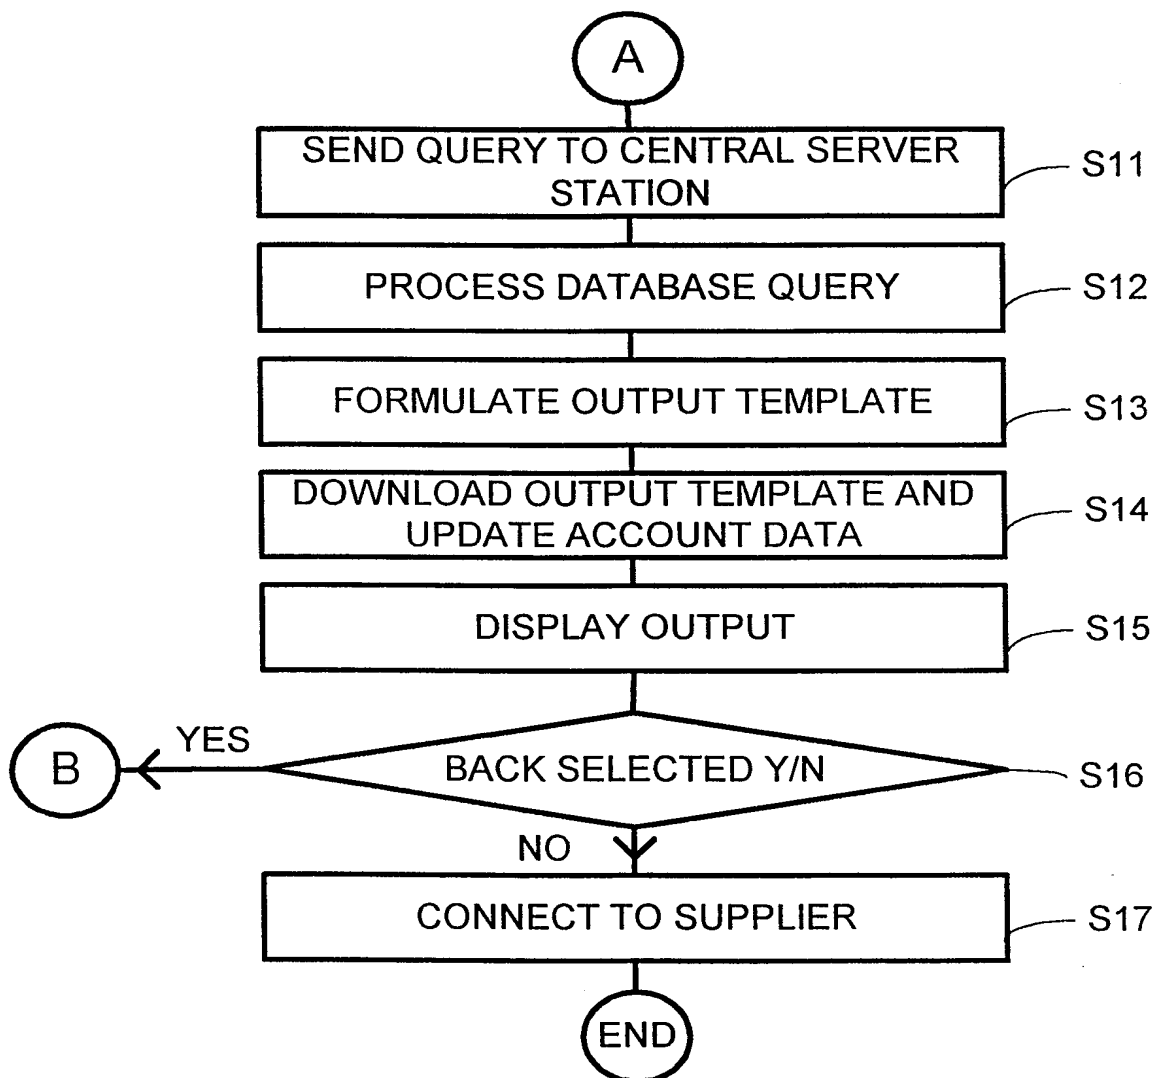 A
SEND QUERY TO CENTRAL SERVER
STATION
S11
PROCESS DATABASE QUERY
S12
FORMULATE OUTPUT TEMPLATE
S13
DOWNLOAD OUTPUT TEMPLATE AND
UPDATE ACCOUNT DATA
S14
DISPLAY OUTPUT
S15
YES
B
BACK SELECTED Y/N
S16
NO
CONNECT TO SUPPLIER
S17
END